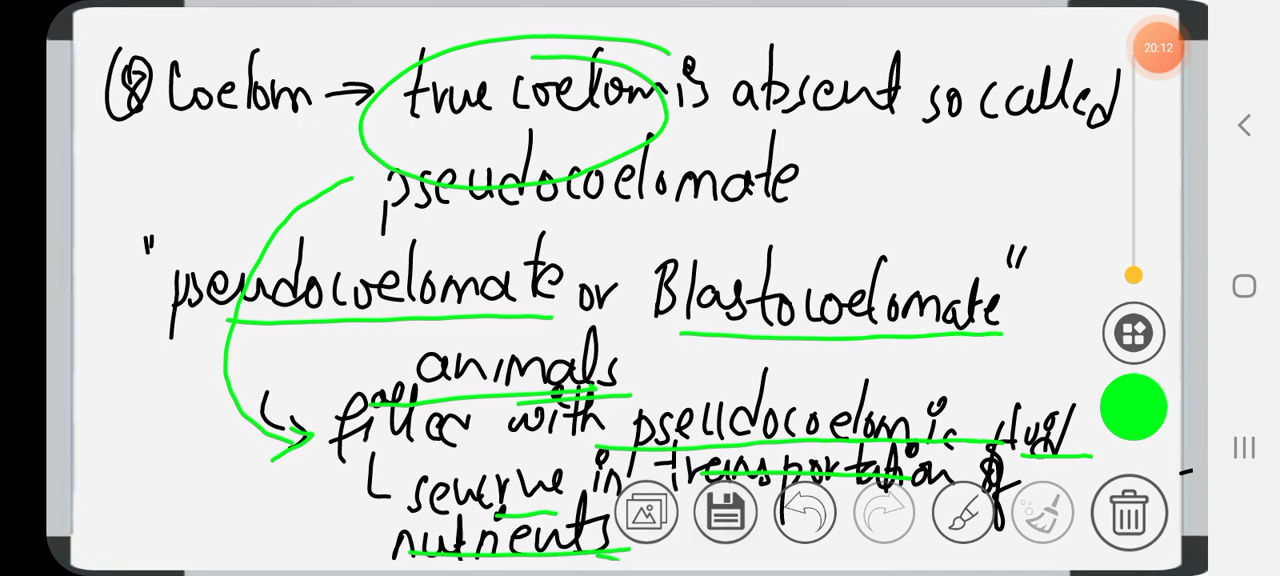 20:12
(8) Coelom → true coelom is absent so called
pseudocoelomate
"pseudocoelomate or Blastocoelomate"
animals
↳ filled with pseudocoelomic fluid
in transportation of
nutrients